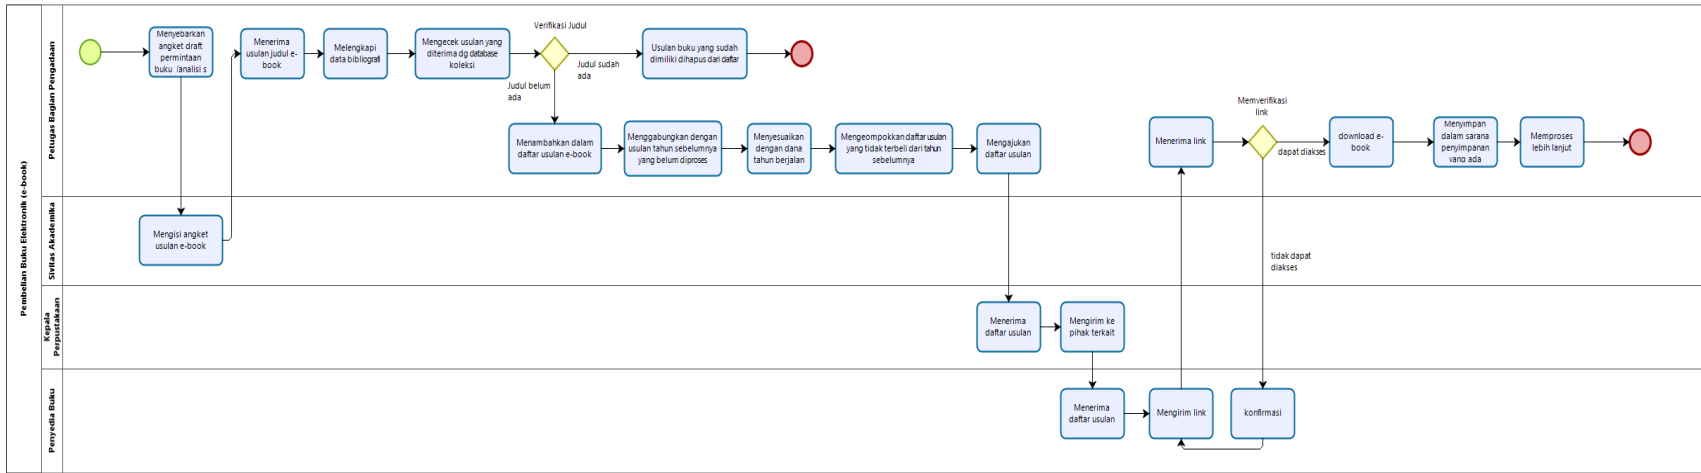 Pembelian Buku Elektronik (e-book)
Petugas Bagian Pengadaan
Menyebarkan
angket draft
permintaan
buku (analisi s
Menerima
usulan judul e-
book
Melengkapi
data bibliografi
Mengecek usulan yang
diterima dg database
koleksi
Verifikasi Judul
Judul sudah
ada
Usulan buku yang sudah
dimiliki dihapus dari daftar
Judul belum
ada
Menambahkan dalam
daftar usulan e-book
Menggabungkan dengan
usulan tahun sebelumnya
yang belum diproses
Menyesuaikan
dengan dana
tahun berjalan
Mengeompokkan daftar usulan
yang tidak terbeli dari tahun
sebelumnya
Mengajukan
daftar usulan
Menerima link
Memverifikasi
link
dapat diakses
download e-
book
Menyimpan
dalam sarana
penyimpanan
yang ada
Memproses
lebih lanjut
tidak dapat
diakses
Sivitas Akademika
Mengisi angket
usulan e-book
Kepala
Perpustakaan
Menerima
daftar usulan
Mengirim ke
pihak terkait
Penyedia Buku
Menerima
daftar usulan
Mengirim link
konfirmasi